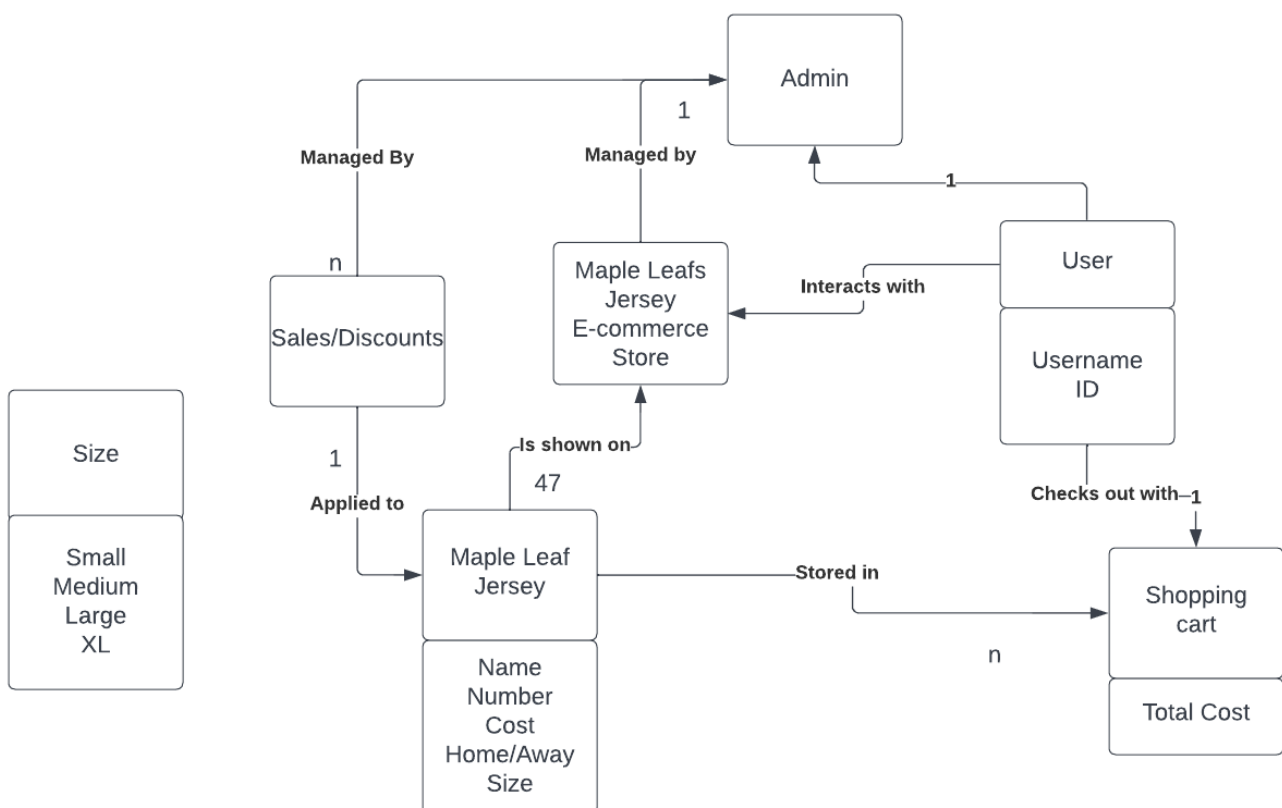 Admin
1
Managed By
Managed by
1
n
User
Maple Leafs
Jersey
E-commerce
Store
Interacts with
Sales/Discounts
Username
ID
Size
Is shown on
1
47
Applied to
Checks out with
1
Small
Medium
Large
XL
Maple Leaf
Jersey
Stored in
Shopping
cart
n
Name
Number
Cost
Home/Away
Size
Total Cost